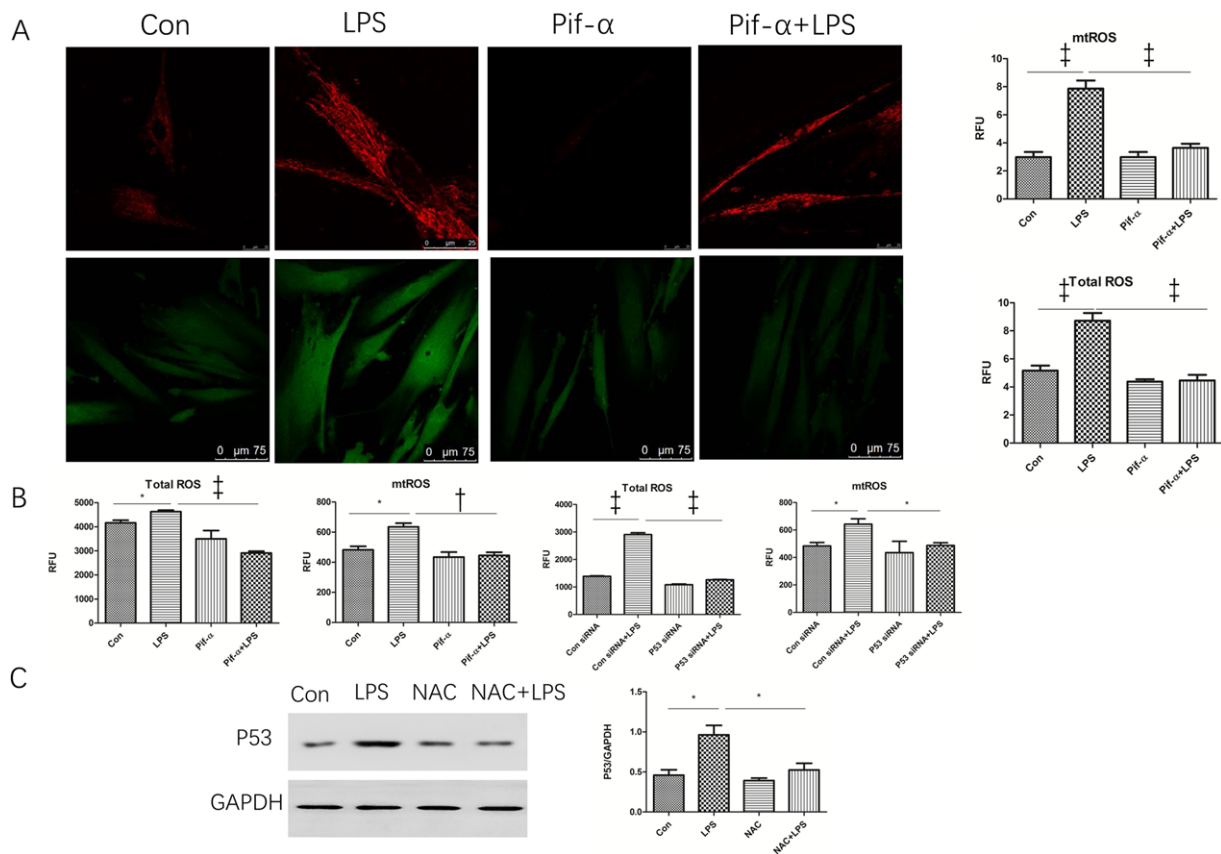 A
Con
LPS
Pif-α
Pif-α+LPS
µm 25
0 µm 75
0 µm 75
0 µm 75
0 µm 75
mtROS
‡ ‡
RFU
10
8
6
4
2
0
Con
LPS
Pif-α
Pif-α+LPS
Total ROS
‡ ‡
RFU
10
8
6
4
2
0
Con
LPS
Pif-α
Pif-α+LPS
B
Total ROS
* ‡
RFU
5000
4000
3000
2000
1000
0
Con
LPS
Pif-α
Pif-α+LPS
mtROS
* †
RFU
800
600
400
200
0
Con
LPS
Pif-α
Pif-α+LPS
Total ROS
‡ ‡
RFU
4000
3000
2000
1000
0
Con siRNA
Con siRNA+LPS
P53 siRNA
P53 siRNA+LPS
mtROS
* *
RFU
800
600
400
200
0
Con siRNA
Con siRNA+LPS
P53 siRNA
P53 siRNA+LPS
C
Con LPS NAC NAC+LPS
P53
GAPDH
* *
P53/GAPDH
1.5
1.0
0.5
0.0
Con
LPS
NAC
NAC+LPS